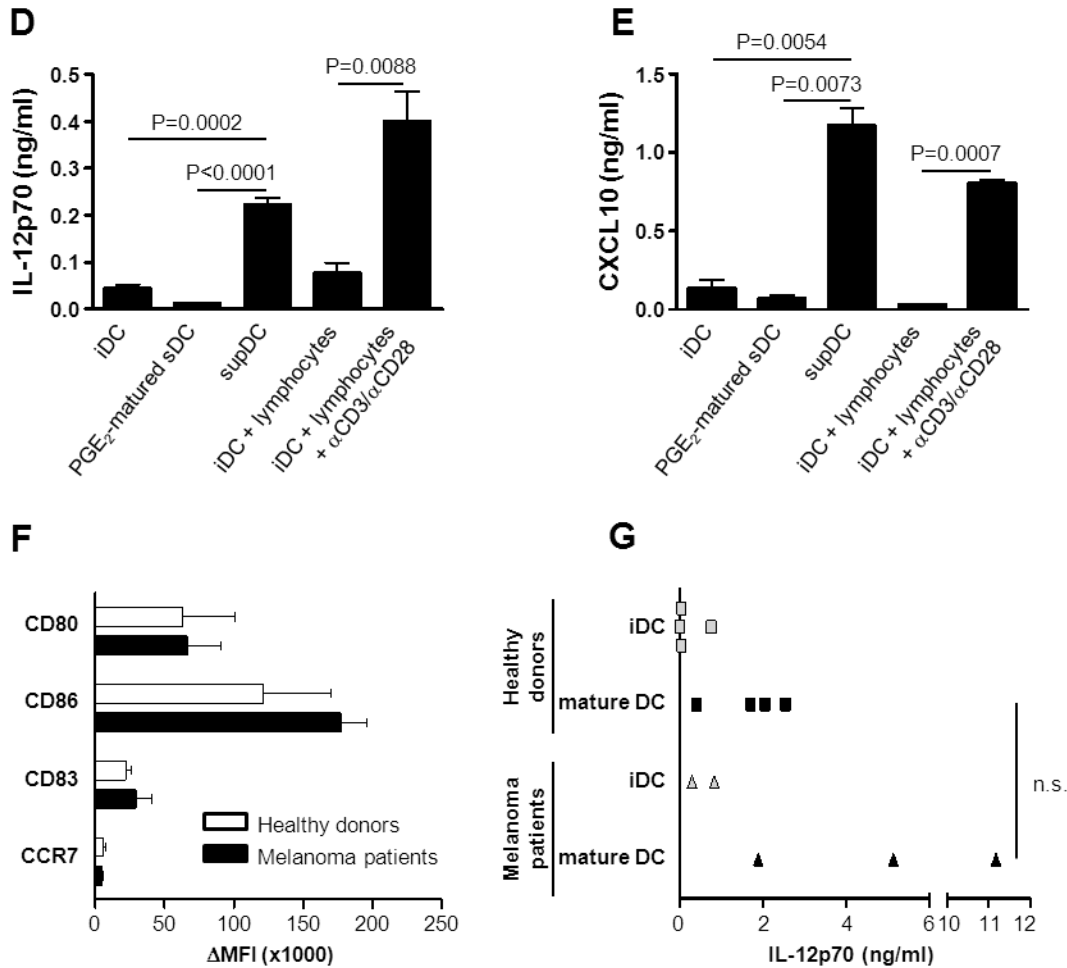 D
P=0.0088
P=0.0002
P<0.0001
IL-12p70 (ng/ml)
0.5
0.4
0.3
0.2
0.1
0.0
iDC
PGE₂-matured sDC
supDC
iDC + lymphocytes
iDC + lymphocytes
+ αCD3/αCD28
E
P=0.0054
P=0.0073
P=0.0007
CXCL10 (ng/ml)
1.5
1.0
0.5
0.0
iDC
PGE₂-matured sDC
supDC
iDC + lymphocytes
iDC + lymphocytes
+ αCD3/αCD28
F
CD80
CD86
CD83
CCR7
Healthy donors
Melanoma patients
0 50 100 150 200 250
ΔMFI (x1000)
G
Healthy
donors
iDC
mature DC
Melanoma
patients
iDC
mature DC
n.s.
0 2 4 6 10 11 12
IL-12p70 (ng/ml)